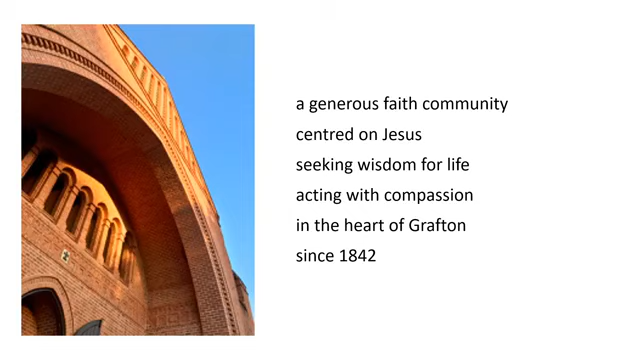 a generous faith community
centred on Jesus
seeking wisdom for life
acting with compassion
in the heart of Grafton
since 1842